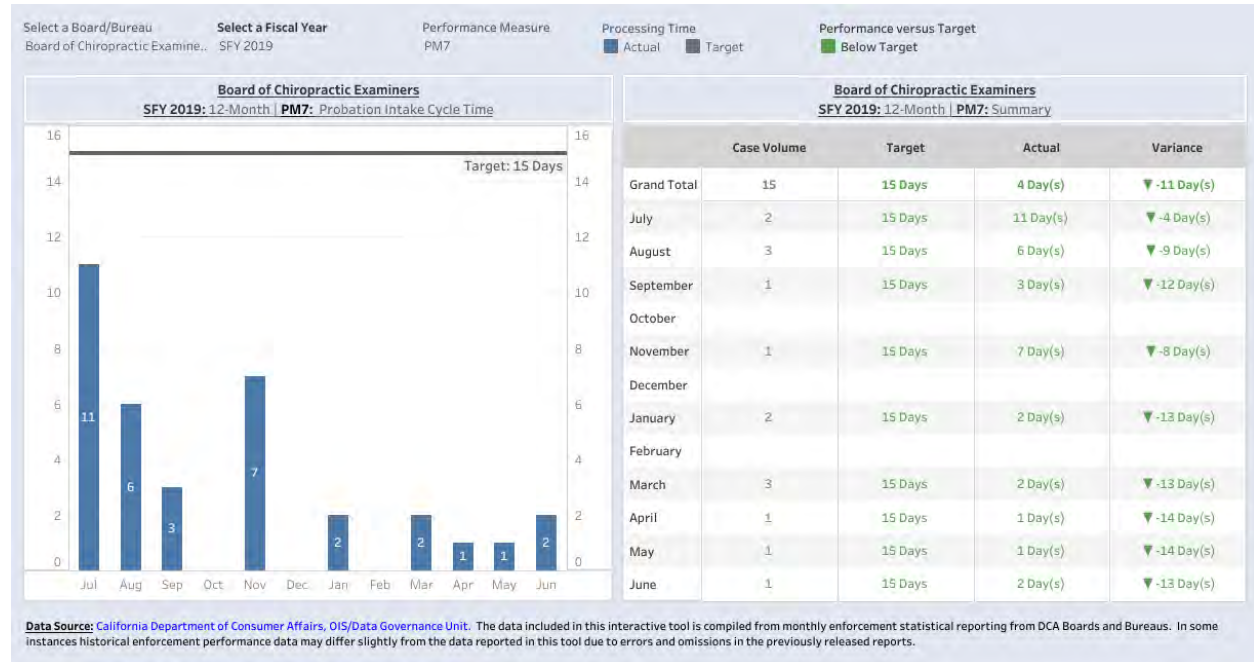 Select a Board/Bureau Select a Fiscal Year Performance Measure Processing Time Performance versus Target
Board of Chiropractic Examine.. SFY 2019 PM7 Actual Target Below Target
Board of Chiropractic Examiners
SFY 2019: 12-Month | PM7: Probation Intake Cycle Time
16 16
Target: 15 Days
14 14
12 12
10 10
8 8
6 6
4 4
2 2
0 0
11 6 3 7 2 2 1 1 2
Jul Aug Sep Oct Nov Dec Jan Feb Mar Apr May Jun
Board of Chiropractic Examiners
SFY 2019: 12-Month | PM7: Summary
Case Volume Target Actual Variance
Grand Total 15 15 Days 4 Day(s) ▼ -11 Day(s)
July 2 15 Days 11 Day(s) ▼ -4 Day(s)
August 3 15 Days 6 Day(s) ▼ -9 Day(s)
September 1 15 Days 3 Day(s) ▼ -12 Day(s)
October
November 1 15 Days 7 Day(s) ▼ -8 Day(s)
December
January 2 15 Days 2 Day(s) ▼ -13 Day(s)
February
March 3 15 Days 2 Day(s) ▼ -13 Day(s)
April 1 15 Days 1 Day(s) ▼ -14 Day(s)
May 1 15 Days 1 Day(s) ▼ -14 Day(s)
June 1 15 Days 2 Day(s) ▼ -13 Day(s)
Data Source: California Department of Consumer Affairs, OIS/Data Governance Unit. The data included in this interactive tool is compiled from monthly enforcement statistical reporting from DCA Boards and Bureaus. In some
instances historical enforcement performance data may differ slightly from the data reported in this tool due to errors and omissions in the previously released reports.